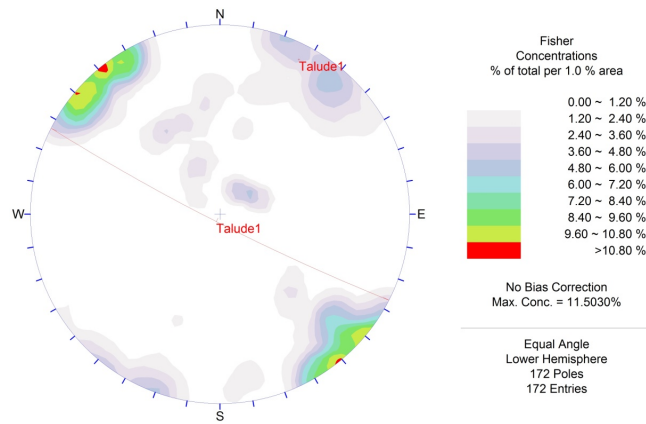 N
Talude1
W
E
Talude1
S
Fisher
Concentrations
% of total per 1.0 % area
0.00 ~ 1.20 %
1.20 ~ 2.40 %
2.40 ~ 3.60 %
3.60 ~ 4.80 %
4.80 ~ 6.00 %
6.00 ~ 7.20 %
7.20 ~ 8.40 %
8.40 ~ 9.60 %
9.60 ~ 10.80 %
>10.80 %
No Bias Correction
Max. Conc. = 11.5030%
Equal Angle
Lower Hemisphere
172 Poles
172 Entries